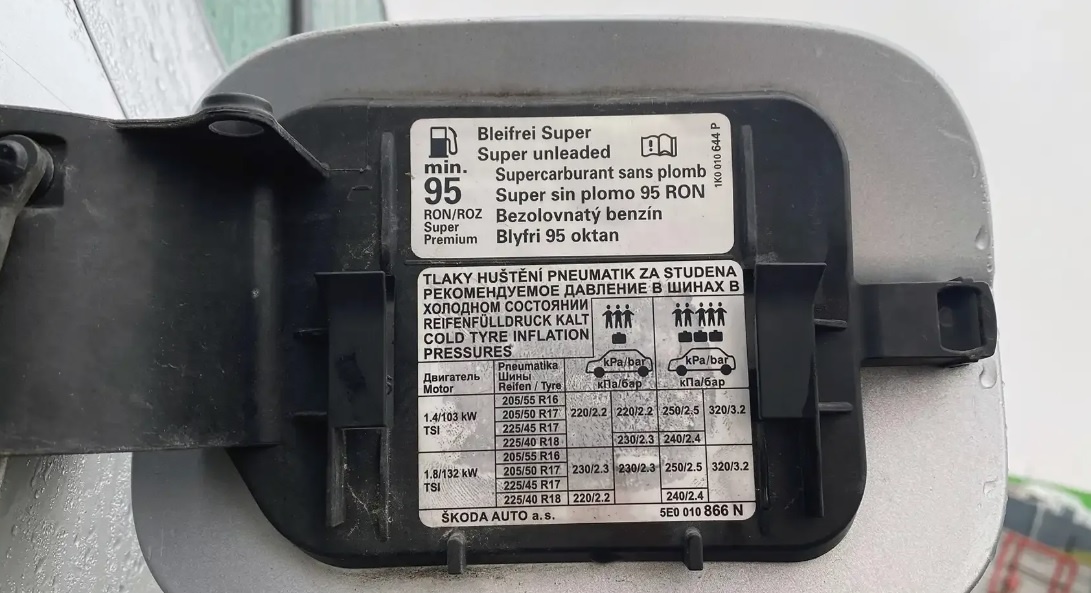 Bleifrei Super
Super unleaded
Supercarburant sans plomb
Super sin plomo 95 RON
Bezolovnatý benzín
Blyfri 95 oktan
min.
95
RON/ROZ
Super
Premium
1K0 010 644 P
TLAKY HUŠTĚNÍ PNEUMATIK ZA STUDENA
РЕКОМЕНДУЕМОЕ ДАВЛЕНИЕ В ШИНАХ В
ХОЛОДНОМ СОСТОЯНИИ
REIFENFÜLLDRUCK KALT
COLD TYRE INFLATION
PRESSURES
kPa/bar kPa/bar
кПа/бар кПа/бар
Двигатель
Motor
Pneumatika
Шины
Reifen / Tyre
1.4/103 kW
TSI
205/55 R16
205/50 R17 220/2.2 220/2.2 250/2.5 320/3.2
225/45 R17
225/40 R18 230/2.3 240/2.4
1.8/132 kW
TSI
205/55 R16
205/50 R17 230/2.3 230/2.3 250/2.5 320/3.2
225/45 R17
225/40 R18 220/2.2 240/2.4
ŠKODA AUTO a.s. 5E0 010 866 N